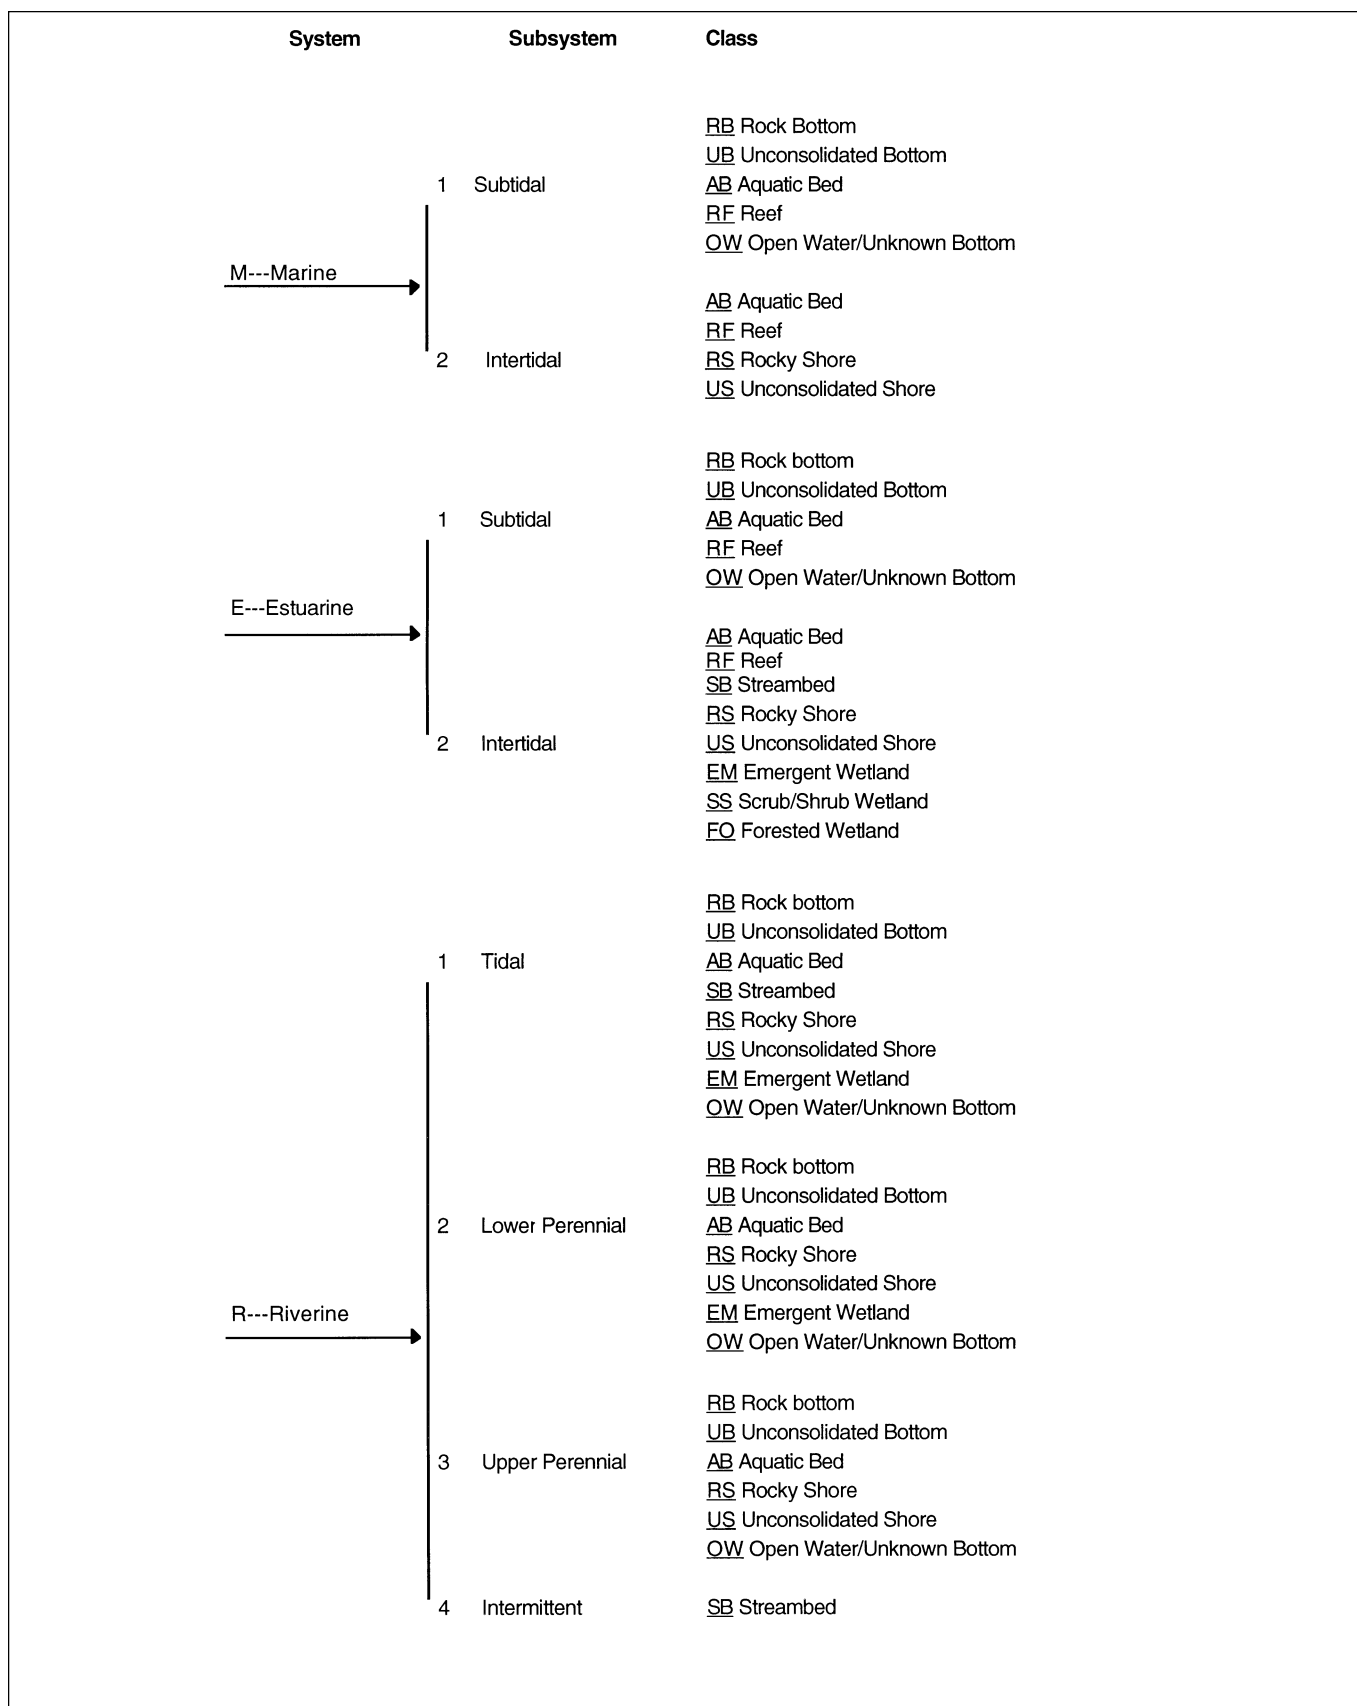 System Subsystem Class
RB Rock Bottom
UB Unconsolidated Bottom
1 Subtidal AB Aquatic Bed
RF Reef
OW Open Water/Unknown Bottom
M---Marine
AB Aquatic Bed
RF Reef
2 Intertidal RS Rocky Shore
US Unconsolidated Shore
RB Rock bottom
UB Unconsolidated Bottom
1 Subtidal AB Aquatic Bed
RF Reef
OW Open Water/Unknown Bottom
E---Estuarine
AB Aquatic Bed
RF Reef
SB Streambed
RS Rocky Shore
2 Intertidal US Unconsolidated Shore
EM Emergent Wetland
SS Scrub/Shrub Wetland
FO Forested Wetland
RB Rock bottom
UB Unconsolidated Bottom
1 Tidal AB Aquatic Bed
SB Streambed
RS Rocky Shore
US Unconsolidated Shore
EM Emergent Wetland
OW Open Water/Unknown Bottom
RB Rock bottom
UB Unconsolidated Bottom
2 Lower Perennial AB Aquatic Bed
RS Rocky Shore
US Unconsolidated Shore
R---Riverine EM Emergent Wetland
OW Open Water/Unknown Bottom
RB Rock bottom
UB Unconsolidated Bottom
3 Upper Perennial AB Aquatic Bed
RS Rocky Shore
US Unconsolidated Shore
OW Open Water/Unknown Bottom
4 Intermittent SB Streambed